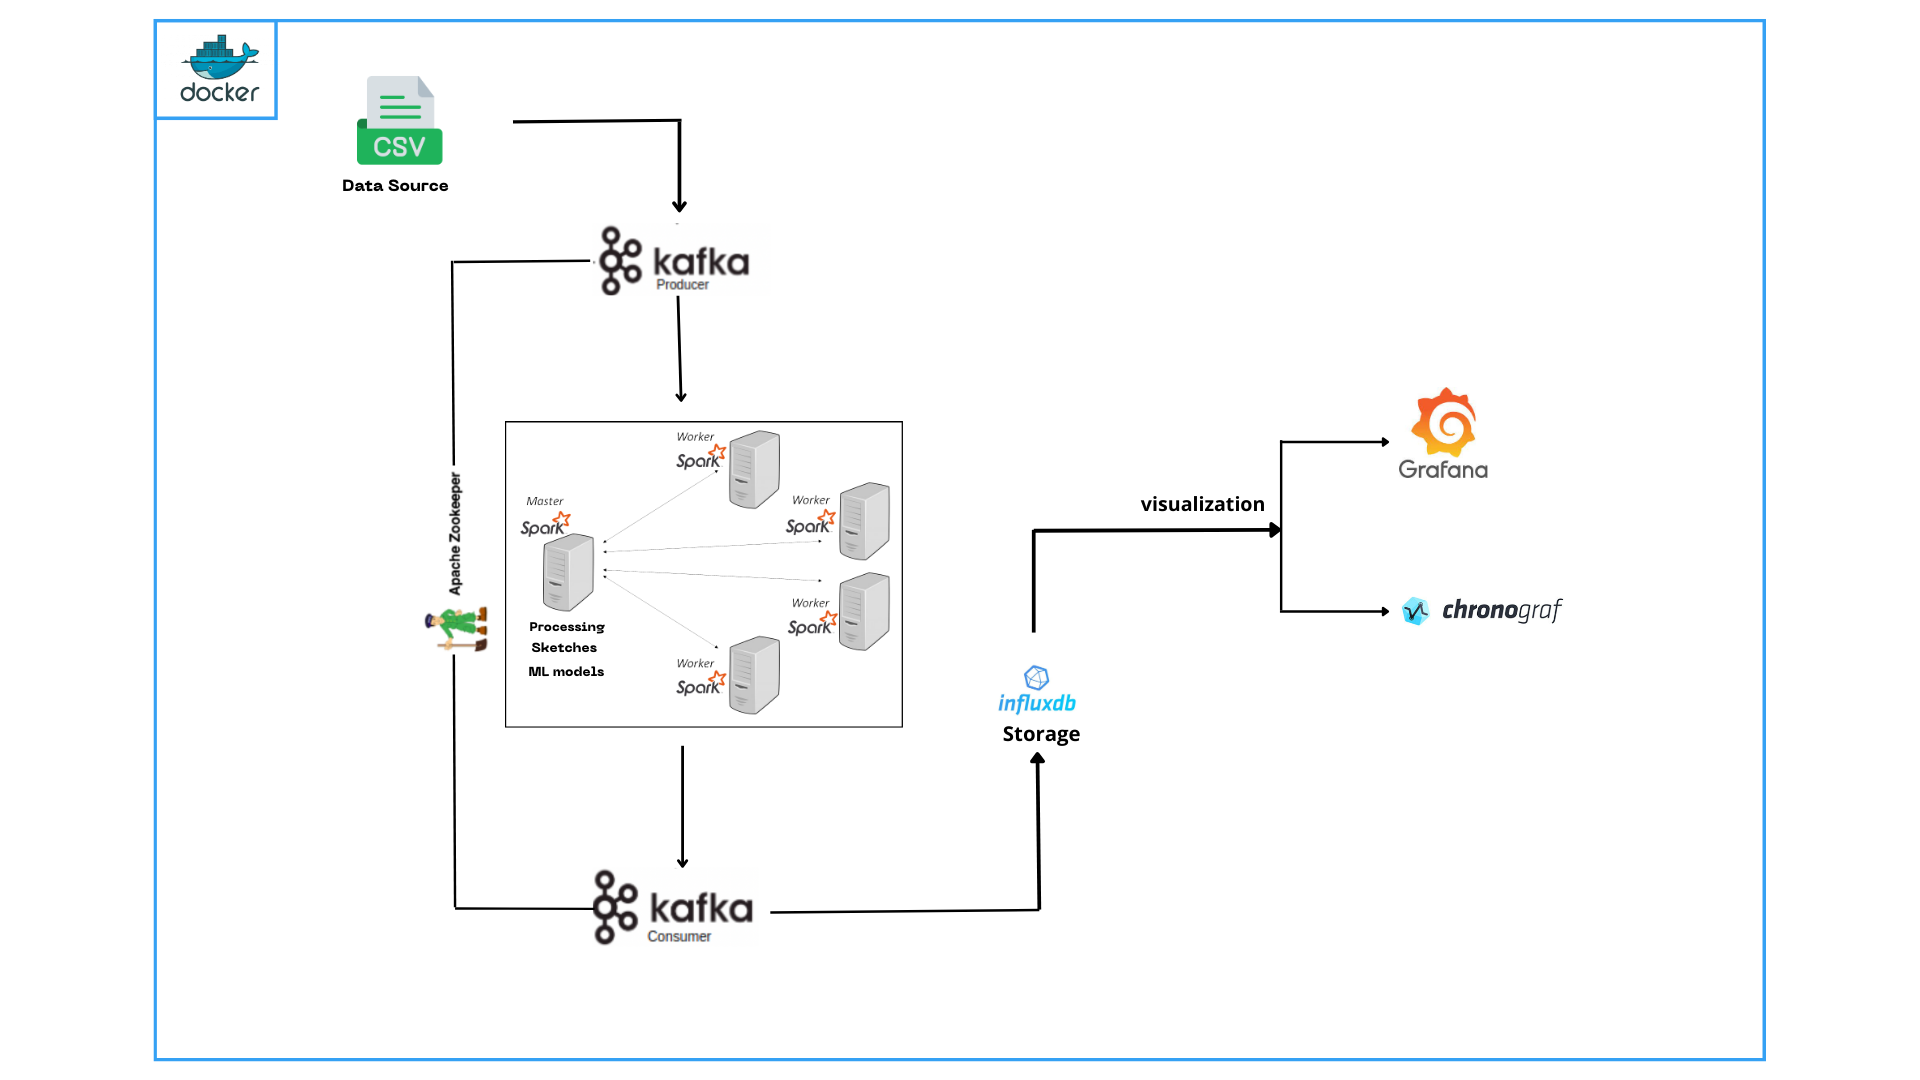 docker
CSV
Data Source
kafka
Producer
Apache Zookeeper
Worker
Spark
Worker
Spark
Master
Spark
Worker
Spark
Processing
Sketches
ML models
Worker
Spark
kafka
Consumer
influxdb
Storage
visualization
Grafana
chronograf